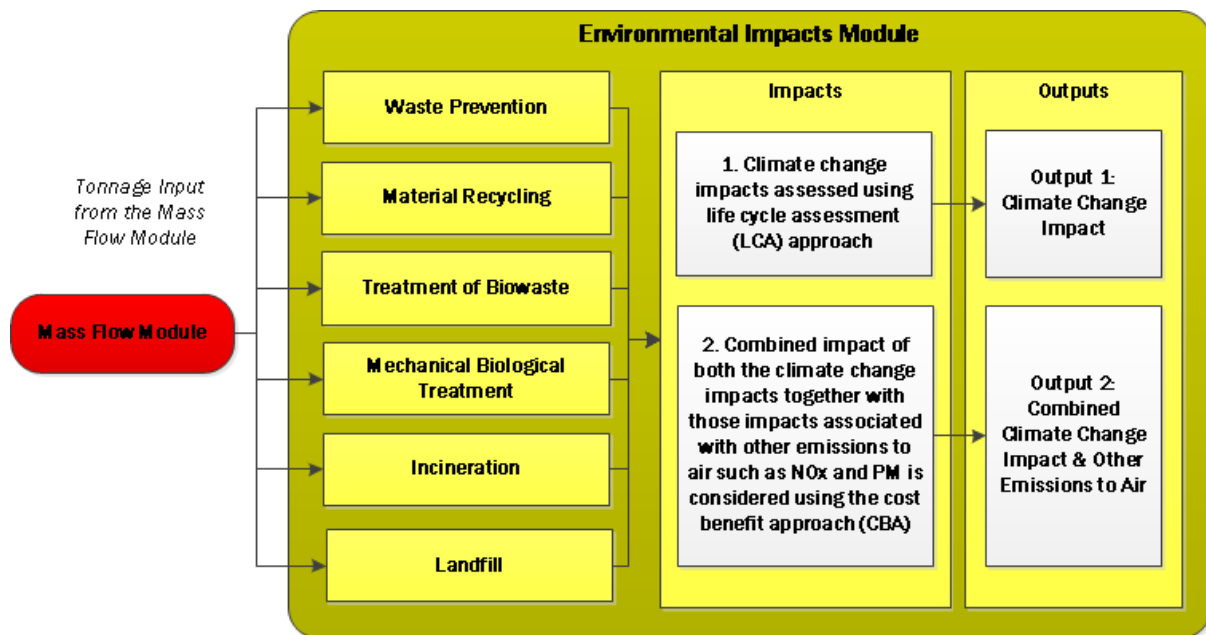 Environmental Impacts Module
Tonnage Input
from the Mass
Flow Module
Mass Flow Module
Waste Prevention
Material Recycling
Treatment of Biowaste
Mechanical Biological
Treatment
Incineration
Landfill
Impacts
1. Climate change
impacts assessed using
life cycle assessment
(LCA) approach
2. Combined impact of
both the climate change
impacts together with
those impacts associated
with other emissions to
air such as NOx and PM is
considered using the cost
benefit approach (CBA)
Outputs
Output 1:
Climate Change
Impact
Output 2:
Combined
Climate Change
Impact & Other
Emissions to Air